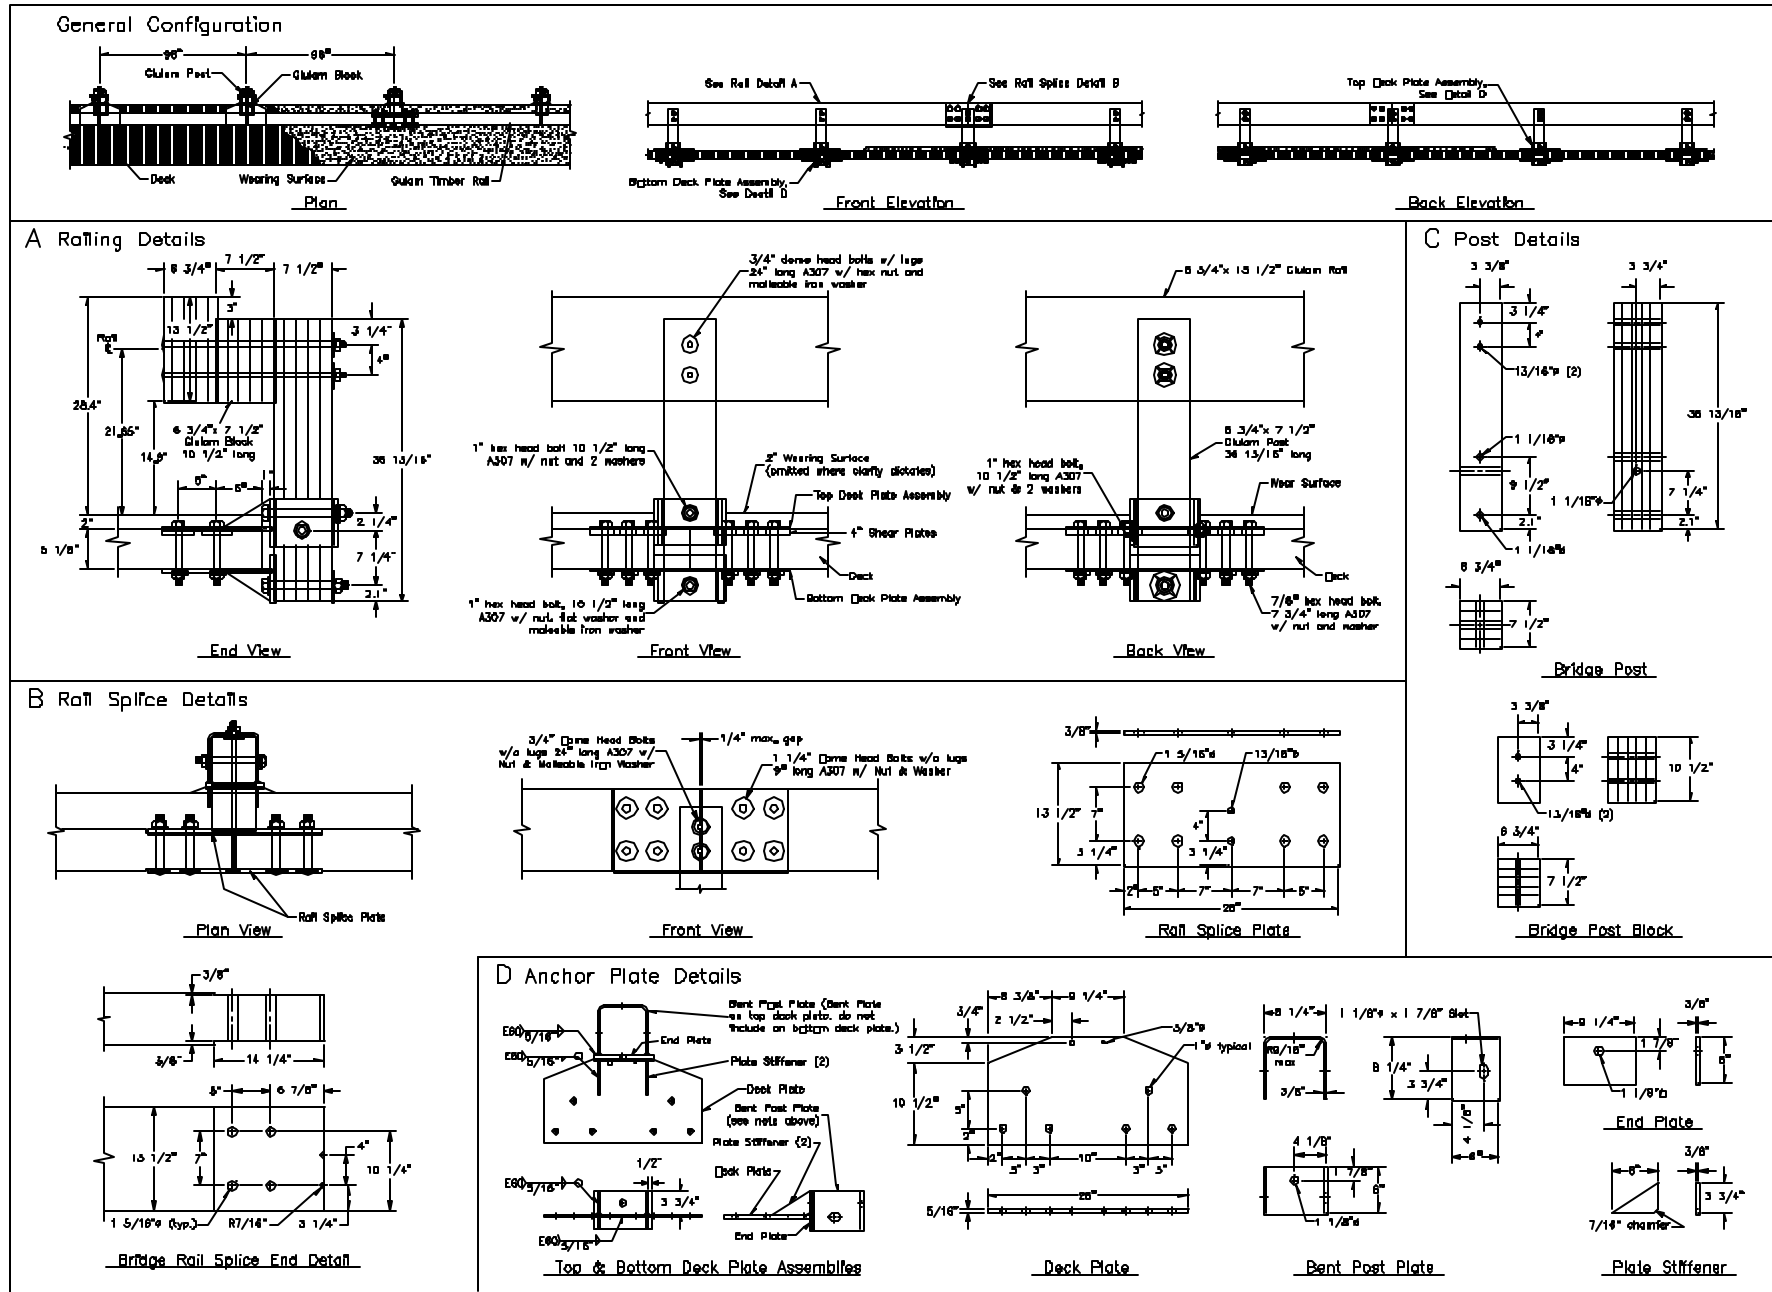 General Configuration
96"
96"
Glulam Post
Glulam Block
Deck
Wearing Surface
Plan
See Rail Detail A
See Rail Splice Detail B
Bottom Deck Plate Assembly,
Front Elevation
Top Deck Plate Assembly,
See Detail D
Back Elevation
A Railing Details
6 3/4"
7 1/2"
7 1/2"
3"
13 1/2"
3 1/4"
4"
Rail
28.4"
21.65"
14.9"
6 3/4"x 7 1/2"
Glulam Block
10 1/2" long
36 13/16"
1"
2"
2 1/4"
7 1/4"
2.1"
5 1/8"
End View
3/4" dome head bolts w/ lugs
24" long A307 w/ hex nut and
malleable iron washer
1" hex head bolt 10 1/2" long
A307 w/ nut and 2 washers
2" Wearing Surface
(omitted where clarity dictates)
Top Deck Plate Assembly
4" Shear Plates
Deck
Bottom Deck Plate Assembly
1" hex head bolt, 10 1/2" long
A307 w/ nut, flat washer and
malleable iron washer
Front View
6 3/4"x 13 1/2" Glulam Rail
6 3/4"x 7 1/2"
Glulam Post
36 13/16" long
1" hex head bolt,
10 1/2" long A307
w/ nut & 2 washers
Wear Surface
Deck
7/8" hex head bolt,
7 3/4" long A307
w/ nut and washer
Back View
B Rail Splice Details
Rail Splice Plate
Plan View
3/4" Dome Head Bolts
w/o lugs 24" long A307 w/
Nut & Malleable Iron Washer
1/4" max. gap
1 1/4" Dome Head Bolts w/o lugs
9" long A307 w/ Nut & Washer
Front View
3/8"
1 5/16"ø
13/16"ø
13 1/2"
7"
4"
3 1/4"
3 1/4"
2"
5"
7"
7"
5"
28"
Rail Splice Plate
3/8"
3/8"
14 1/4"
5"
6 7/8"
13 1/2"
7"
4"
10 1/4"
1 5/16"ø (typ.)
R7/16"
3 1/4"
Bridge Rail Splice End Detail
C Post Details
3 3/8"
3 3/4"
3 1/4"
4"
13/16"ø (2)
36 13/16"
1 1/16"ø
9 1/2"
1 1/16"ø
7 1/4"
2.1"
2.1"
1 1/16"ø
6 3/4"
7 1/2"
Bridge Post
3 3/8"
3 1/4"
4"
10 1/2"
13/16"ø (2)
6 3/4"
7 1/2"
Bridge Post Block
D Anchor Plate Details
Bent Post Plate (Bent Plate
on top deck plate, do not
include on bottom deck plate.)
E60
5/16"
End Plate
E60
5/16"
Plate Stiffener (2)
Deck Plate
Bent Post Plate
(see note above)
Plate Stiffener (2)
Deck Plate
1/2"
E60
5/16"
3 3/4"
E60
5/16"
End Plate
Top & Bottom Deck Plate Assemblies
8 3/8"
9 1/4"
3/4"
2 1/2"
3/8"ø
3 1/2"
1"ø typical
10 1/2"
5"
2"
2"
3"
10"
3"
26"
5/16"
Deck Plate
8 1/4"
R9/16"
max
3/8"
1 1/8"ø x 1 7/8" Slot
8 1/4"
3 3/4"
4 1/8"
6"
4 1/8"
1 7/8"
6"
1 1/8"ø
Bent Post Plate
9 1/4"
3/8"
1 7/8"
6"
1 1/8"ø
End Plate
6"
3/8"
3 3/4"
7/16" chamfer
Plate Stiffener